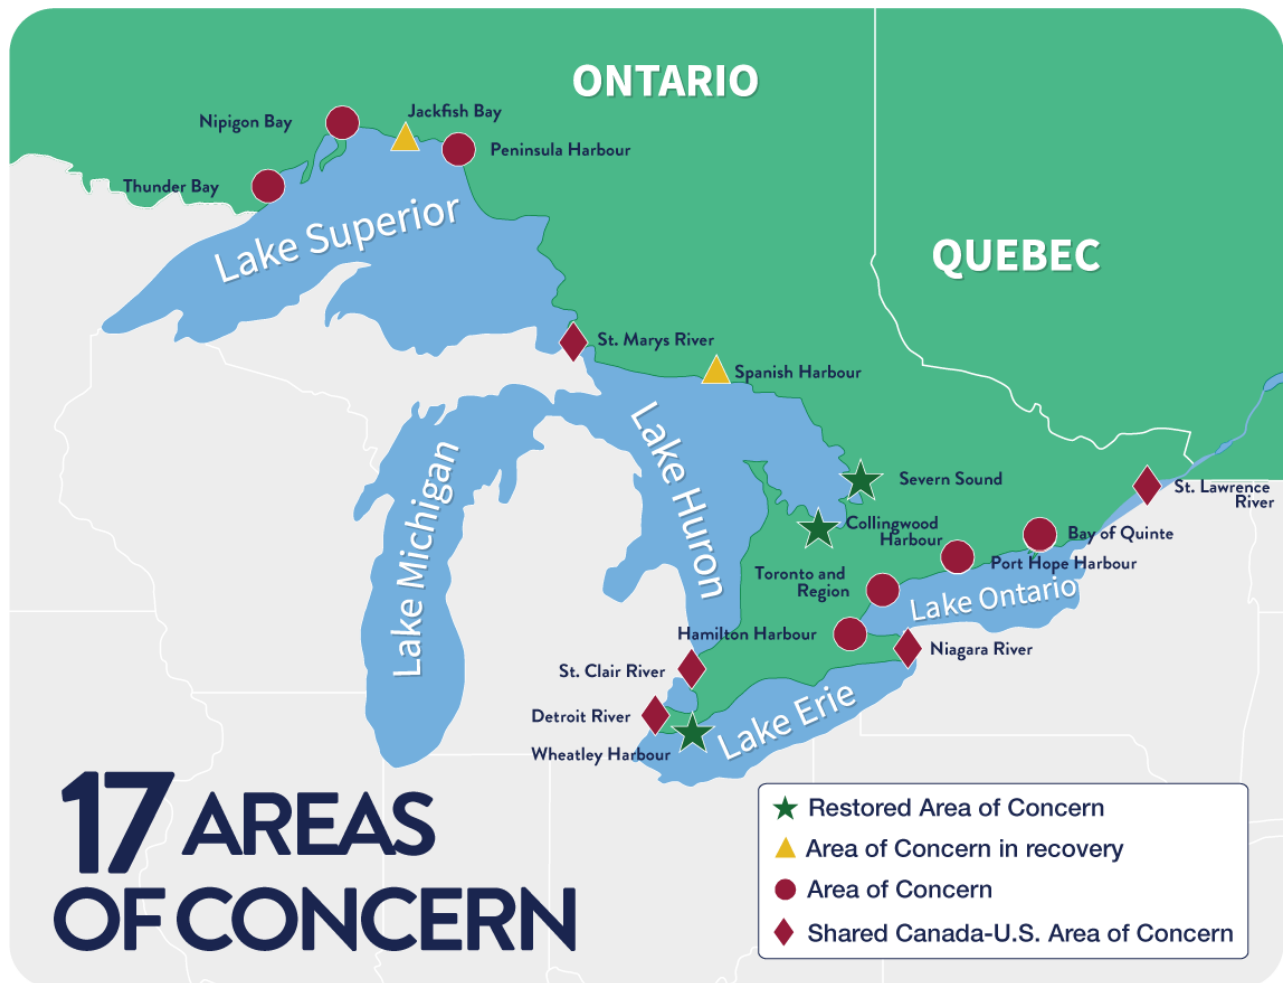 ONTARIO
Jackfish Bay
Nipigon Bay
Peninsula Harbour
Thunder Bay
Lake Superior
QUEBEC
St. Marys River
Spanish Harbour
Lake Michigan
Lake Huron
Severn Sound
St. Lawrence
River
Collingwood
Harbour
Bay of Quinte
Port Hope Harbour
Toronto and
Region
Lake Ontario
Hamilton Harbour
Niagara River
St. Clair River
Detroit River
Lake Erie
Wheatley Harbour
17 AREAS
OF CONCERN
Restored Area of Concern
Area of Concern in recovery
Area of Concern
Shared Canada-U.S. Area of Concern